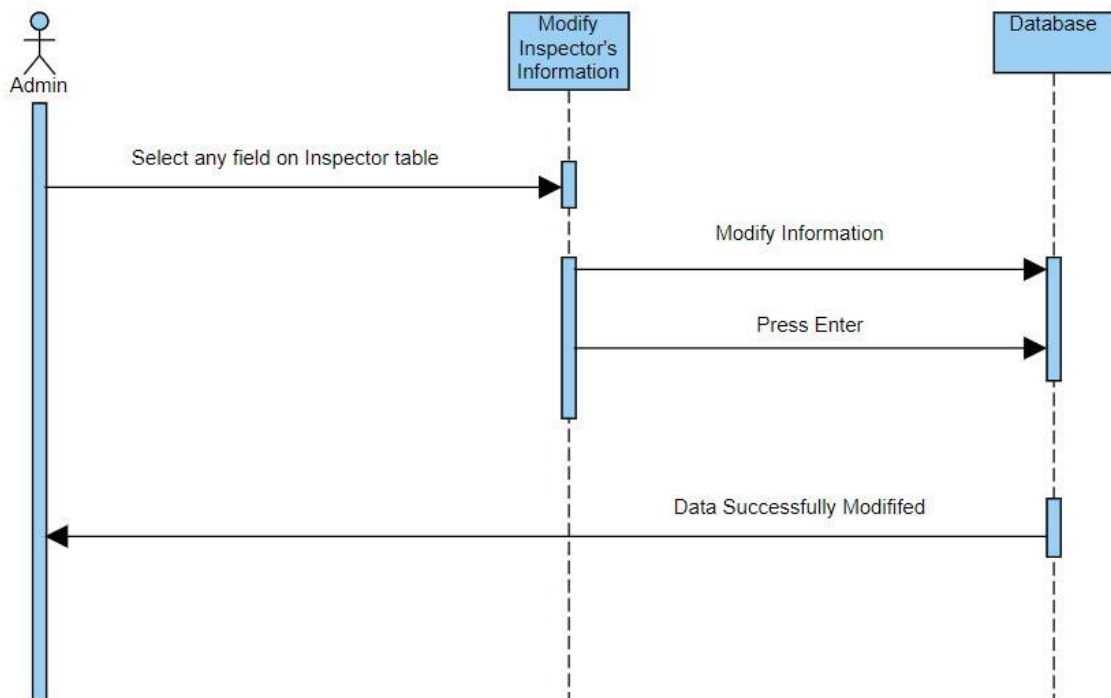 Modify
Inspector's
Information
Database
Admin
Select any field on Inspector table
Modify Information
Press Enter
Data Successfully Modififed